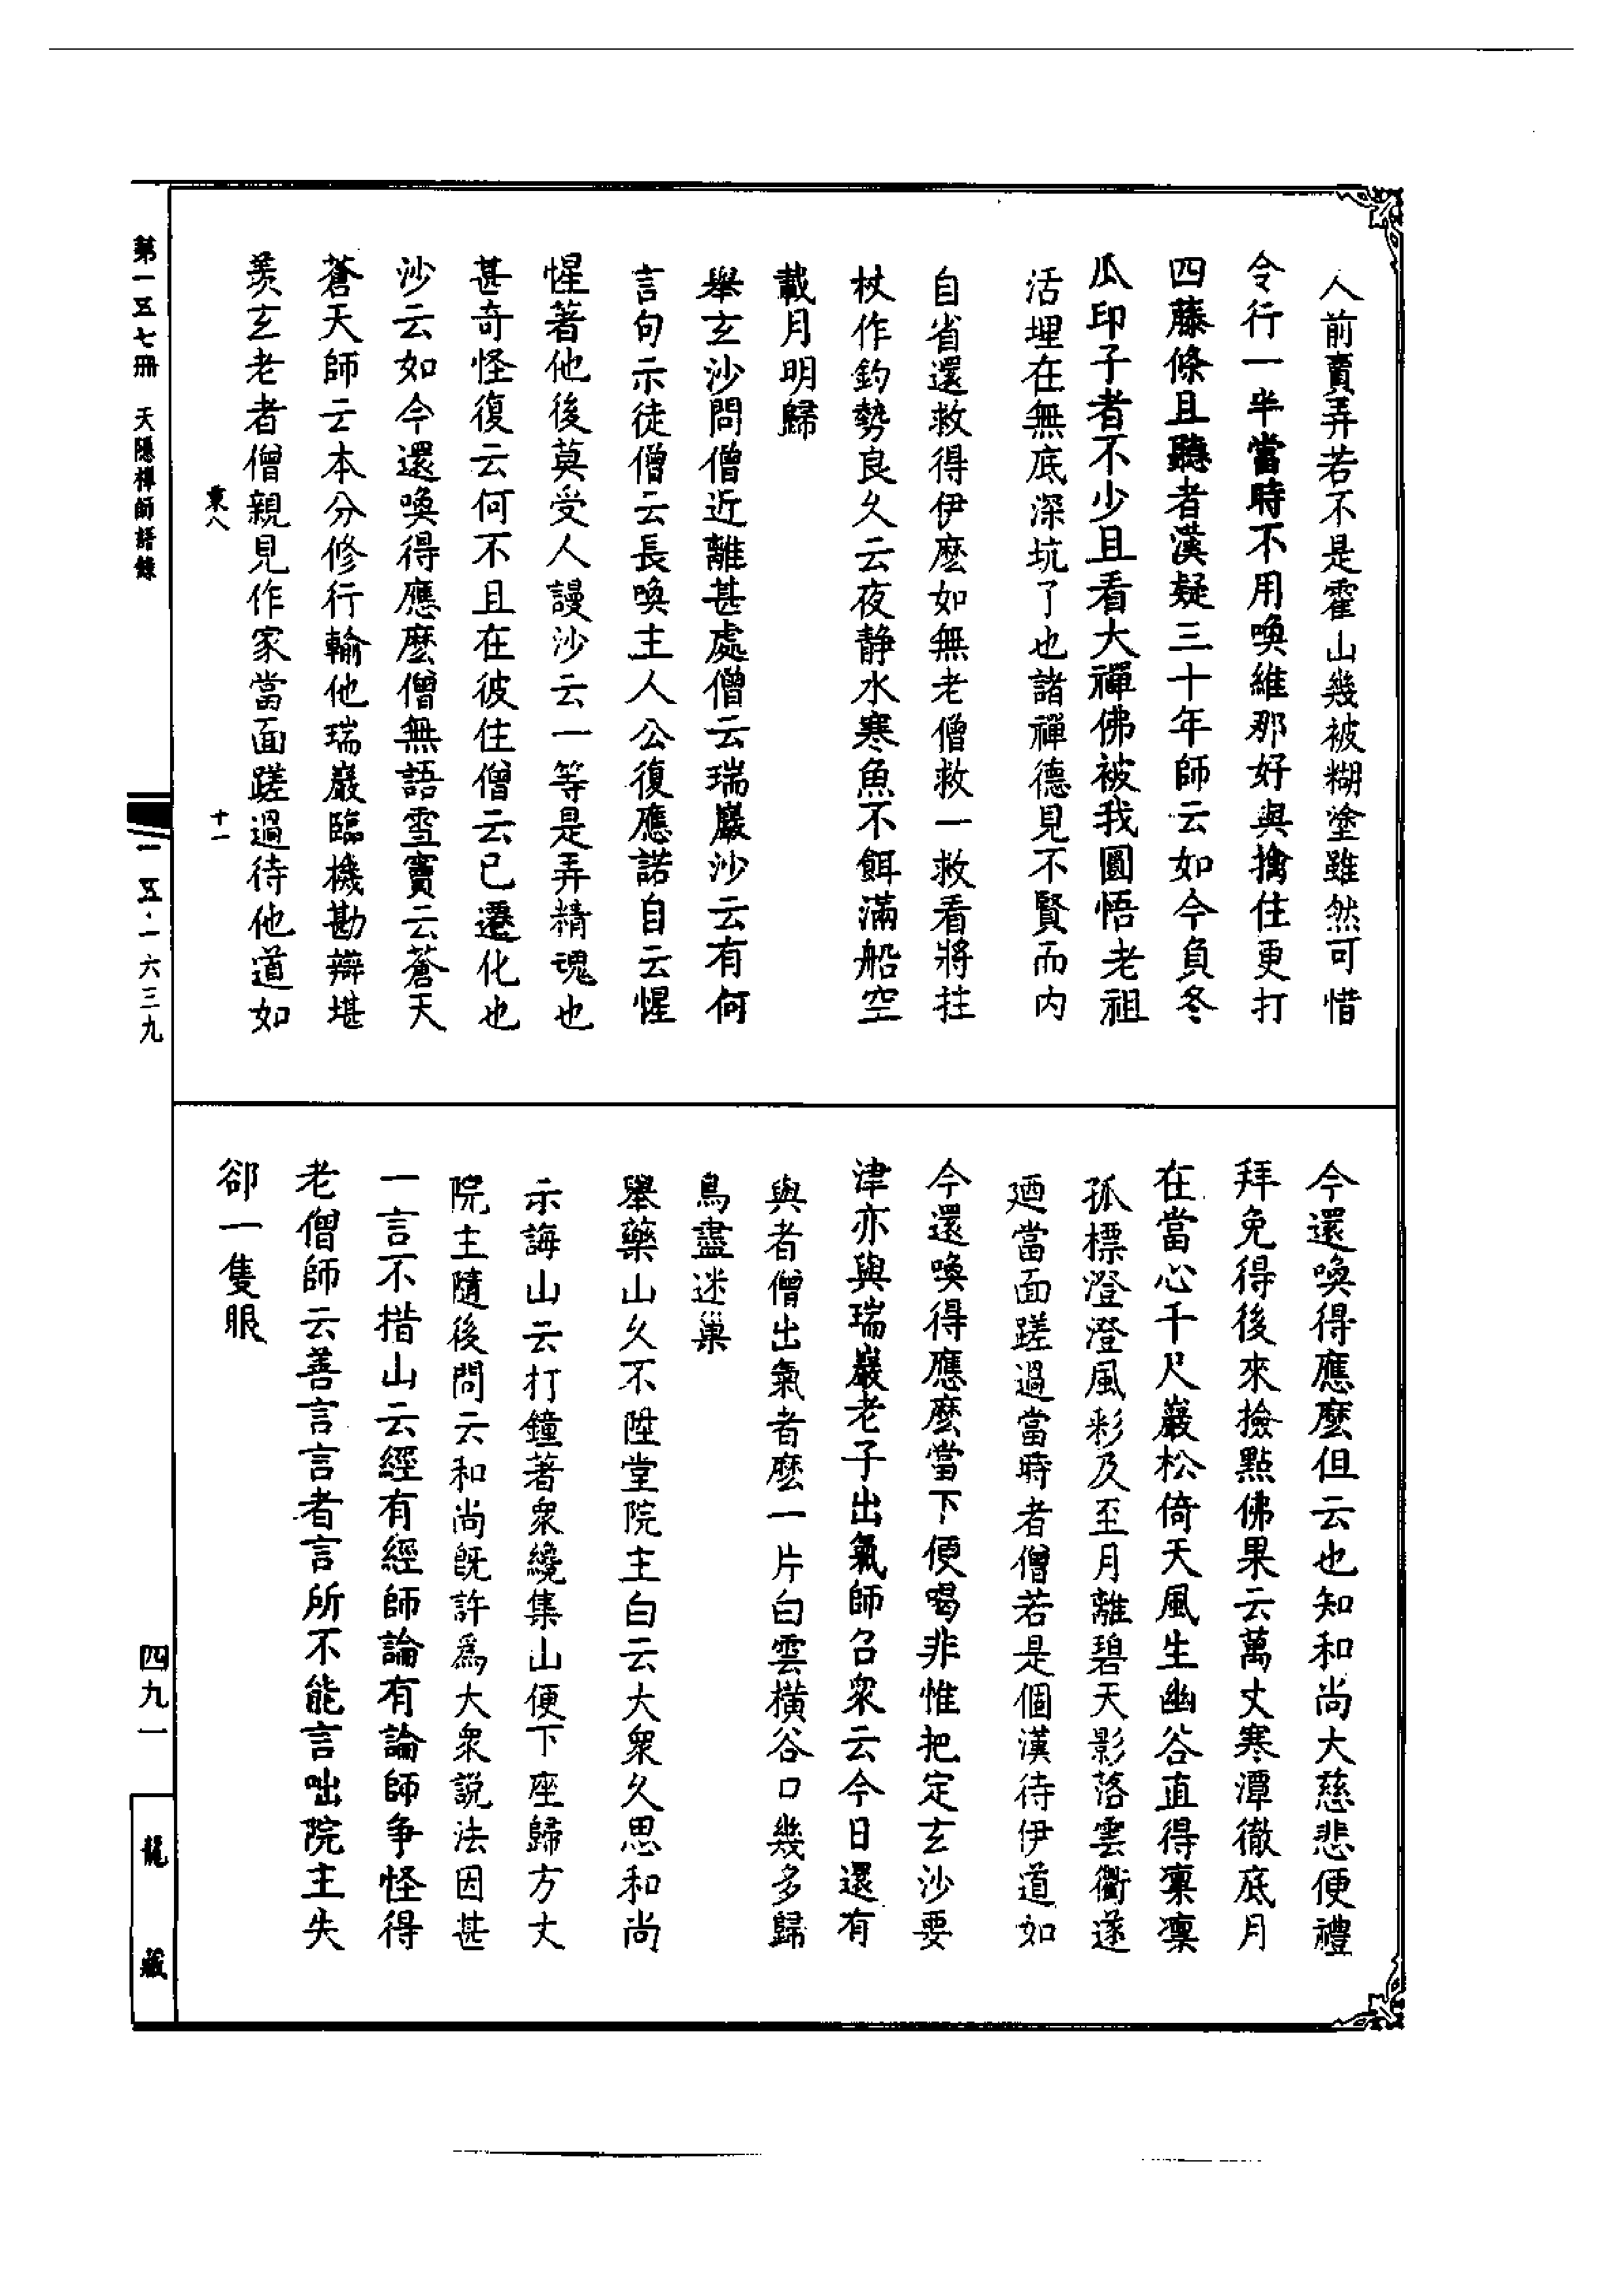 人前賣弄若不是霍山幾被糊塗雖然可惜
令行一半當時不用喚維那好與擒住更打
四藤條且聽者漢疑三十年師云如今負冬
瓜印子者不少且看大禪佛被我圓悟老祖
活埋在無底深坑了也諸禪德見不賢而內
自省還救得伊麽如無老僧救一救看將拄
杖作釣勢良久云夜静水寒魚不餌滿船空
載月明歸
舉玄沙問僧近離甚處僧云瑞巖沙云有何
言句示徒僧云長喚主人公復應諾自云惺
惺著他後莫受人謾沙云一等是弄精魂也
甚奇怪復云何不且在彼住僧云已遷化也
沙云如今還喚得應麽僧無語雪竇云蒼天
蒼天師云本分修行輸他瑞巖臨機勘辯堪
羨玄老者僧親見作家當面蹉過待他道如
今還喚得應麽但云也知和尚大慈悲便禮
拜免得後來撿點佛果云萬丈寒潭徹底月
在當心千尺巖松倚天風生幽谷直得凜凜
孤標澄澄風彩及至月離碧天影落雲衢遂
廼當面蹉過當時者僧若是個漢待伊道如
今還喚得應麽當下便喝非惟把定玄沙要
津亦與瑞巖老子出氣師召衆云今日還有
與者僧出氣者麽一片白雲橫谷口幾多歸
鳥盡迷巢
舉藥山久不陞堂院主白云大衆久思和尚
示誨山云打鐘著衆纔集山便下座歸方丈
院主隨後問云和尚既許爲大衆説法因甚
一言不措山云經有經師論有論師争怪得
老僧師云善言言者言所不能言咄院主失
卻一隻眼
第一五七冊　天隱禪師語錄
八
十一
一五·一六三九
四九一
龍藏